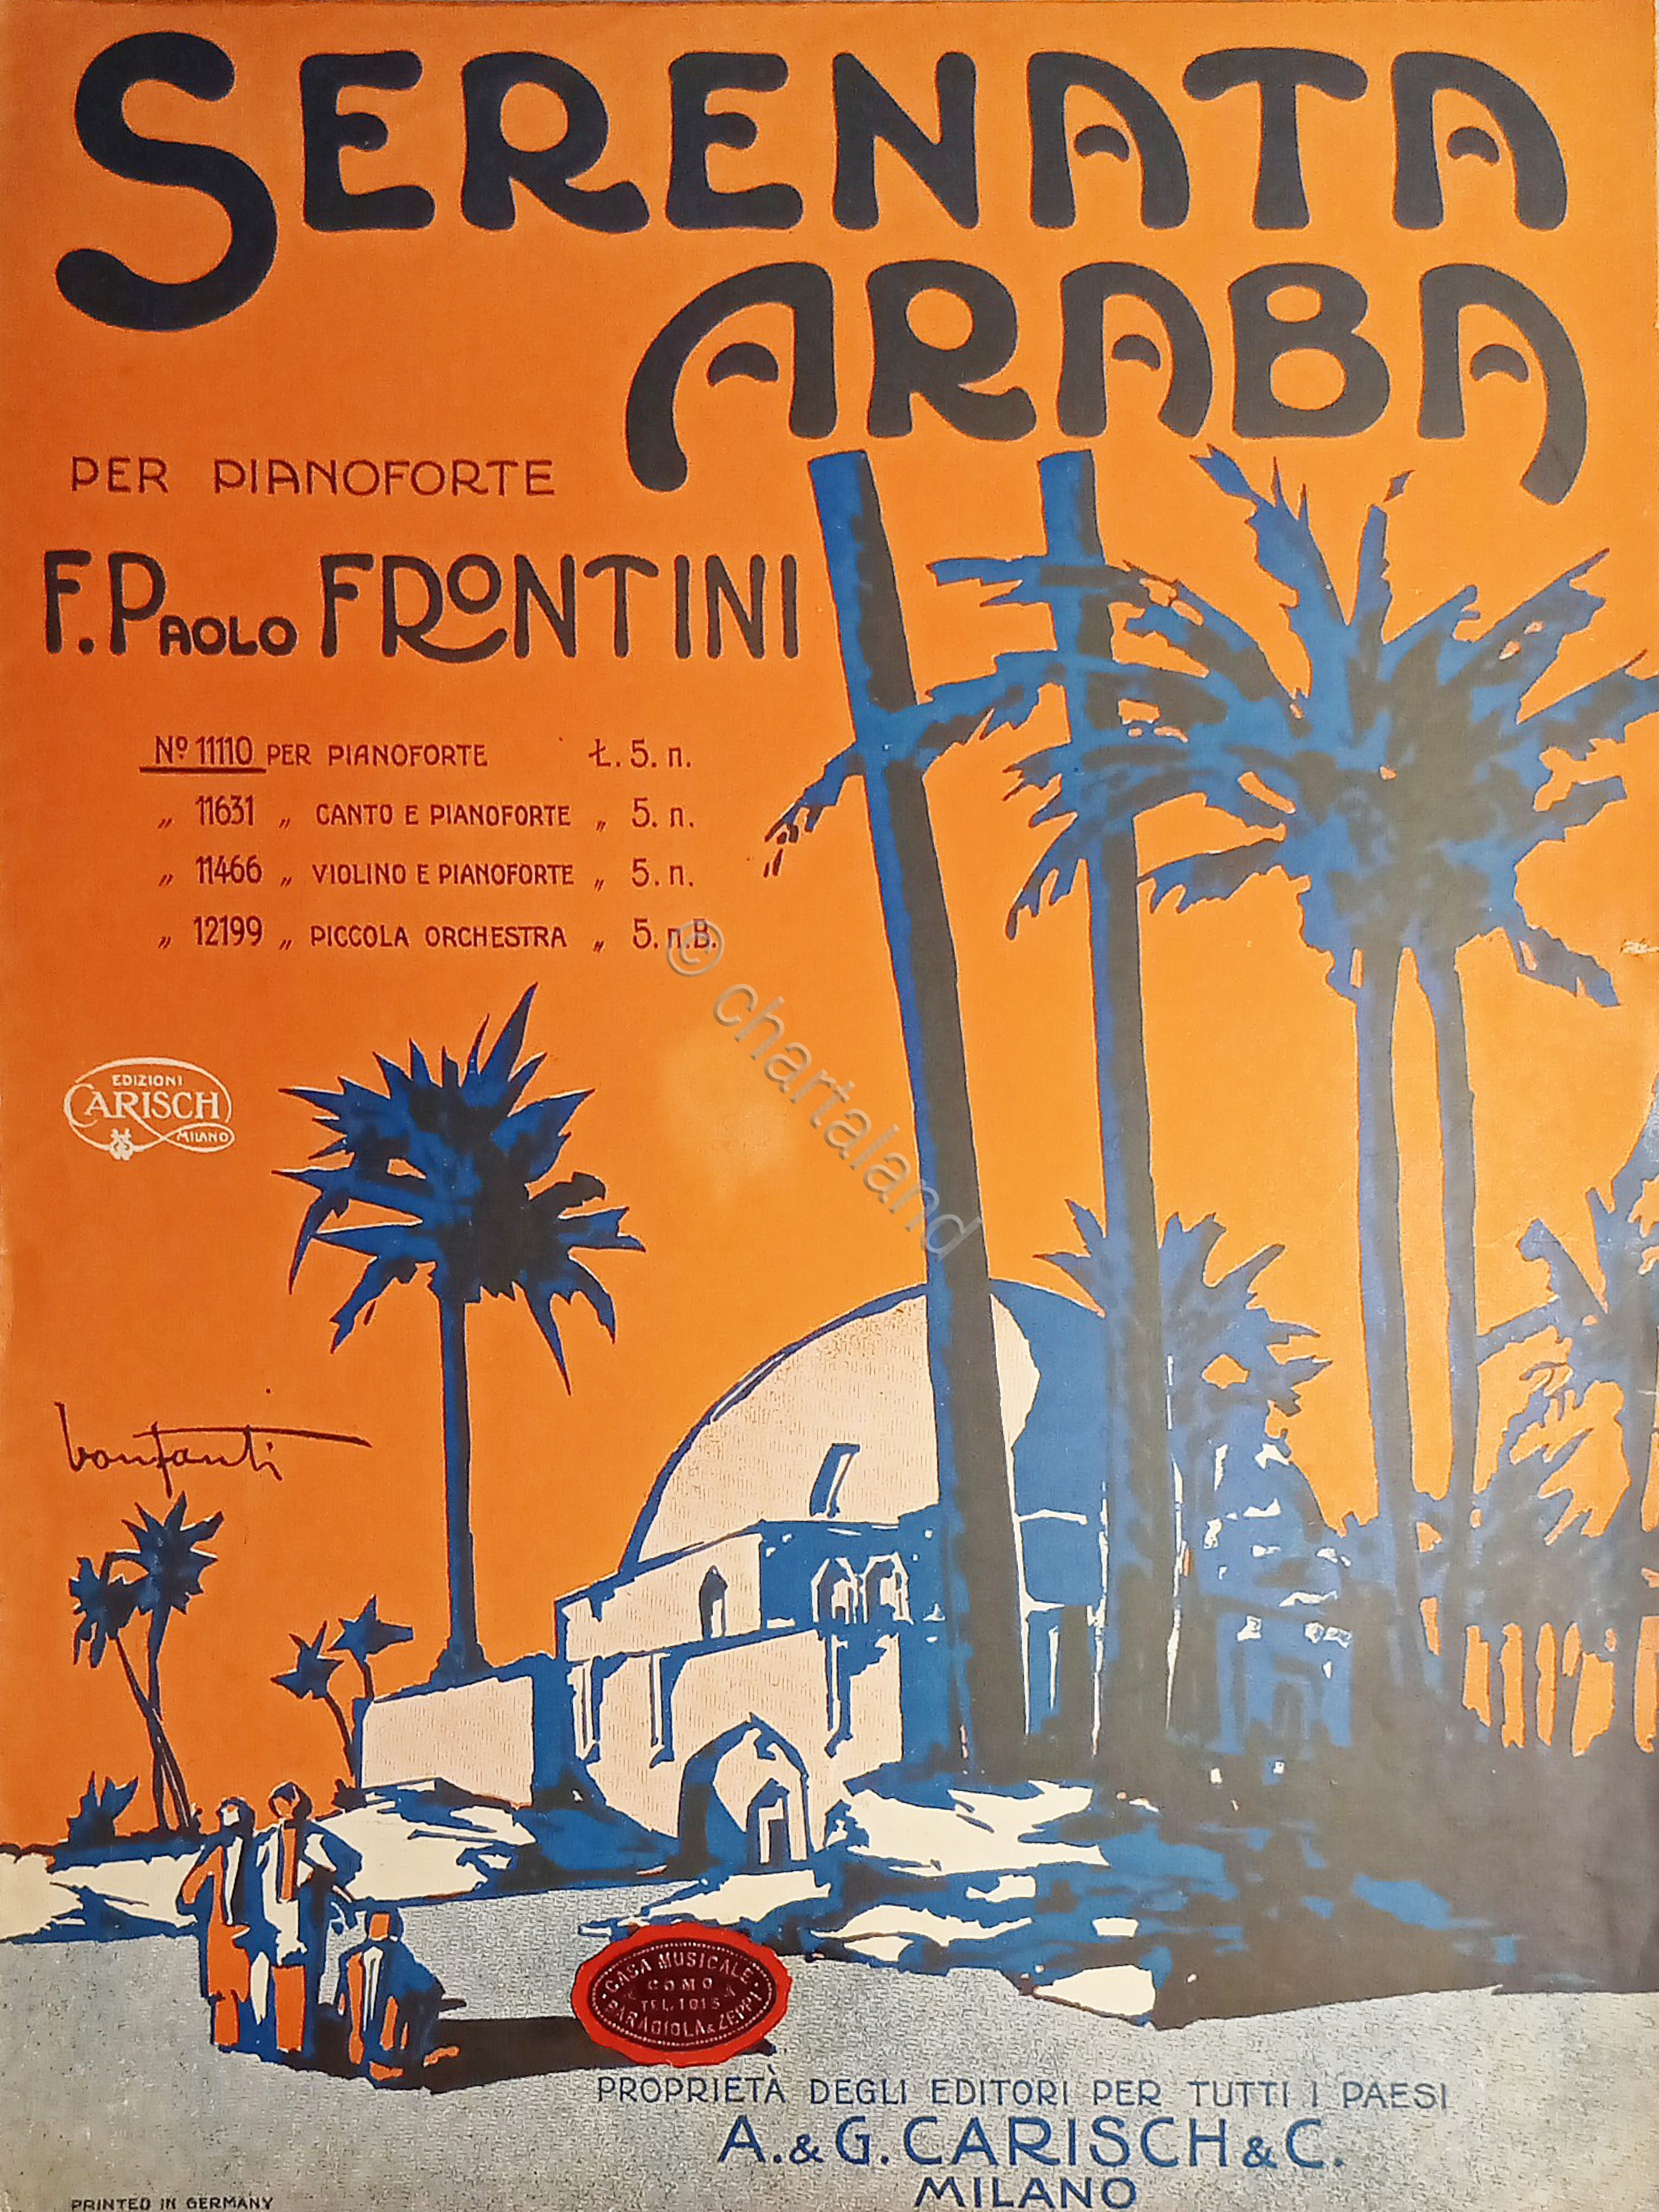 SERENATA
ARABA
PER PIANOFORTE
F. PAOLO FRONTINI
Nº 11110 PER PIANOFORTE Ł. 5. n.
„ 11631 „ CANTO E PIANOFORTE „ 5. n.
„ 11466 „ VIOLINO E PIANOFORTE „ 5. n.
„ 12199 „ PICCOLA ORCHESTRA „ 5. n.B.
© chartaland
EDIZIONI
CARISCH
MILANO
bonfanti
CASA MUSICALE
COMO
TEL. 1015
BARAGIOLA & ZEPPI
PROPRIETÀ DEGLI EDITORI PER TUTTI I PAESI
A. & G. CARISCH & C.
MILANO
PRINTED IN GERMANY